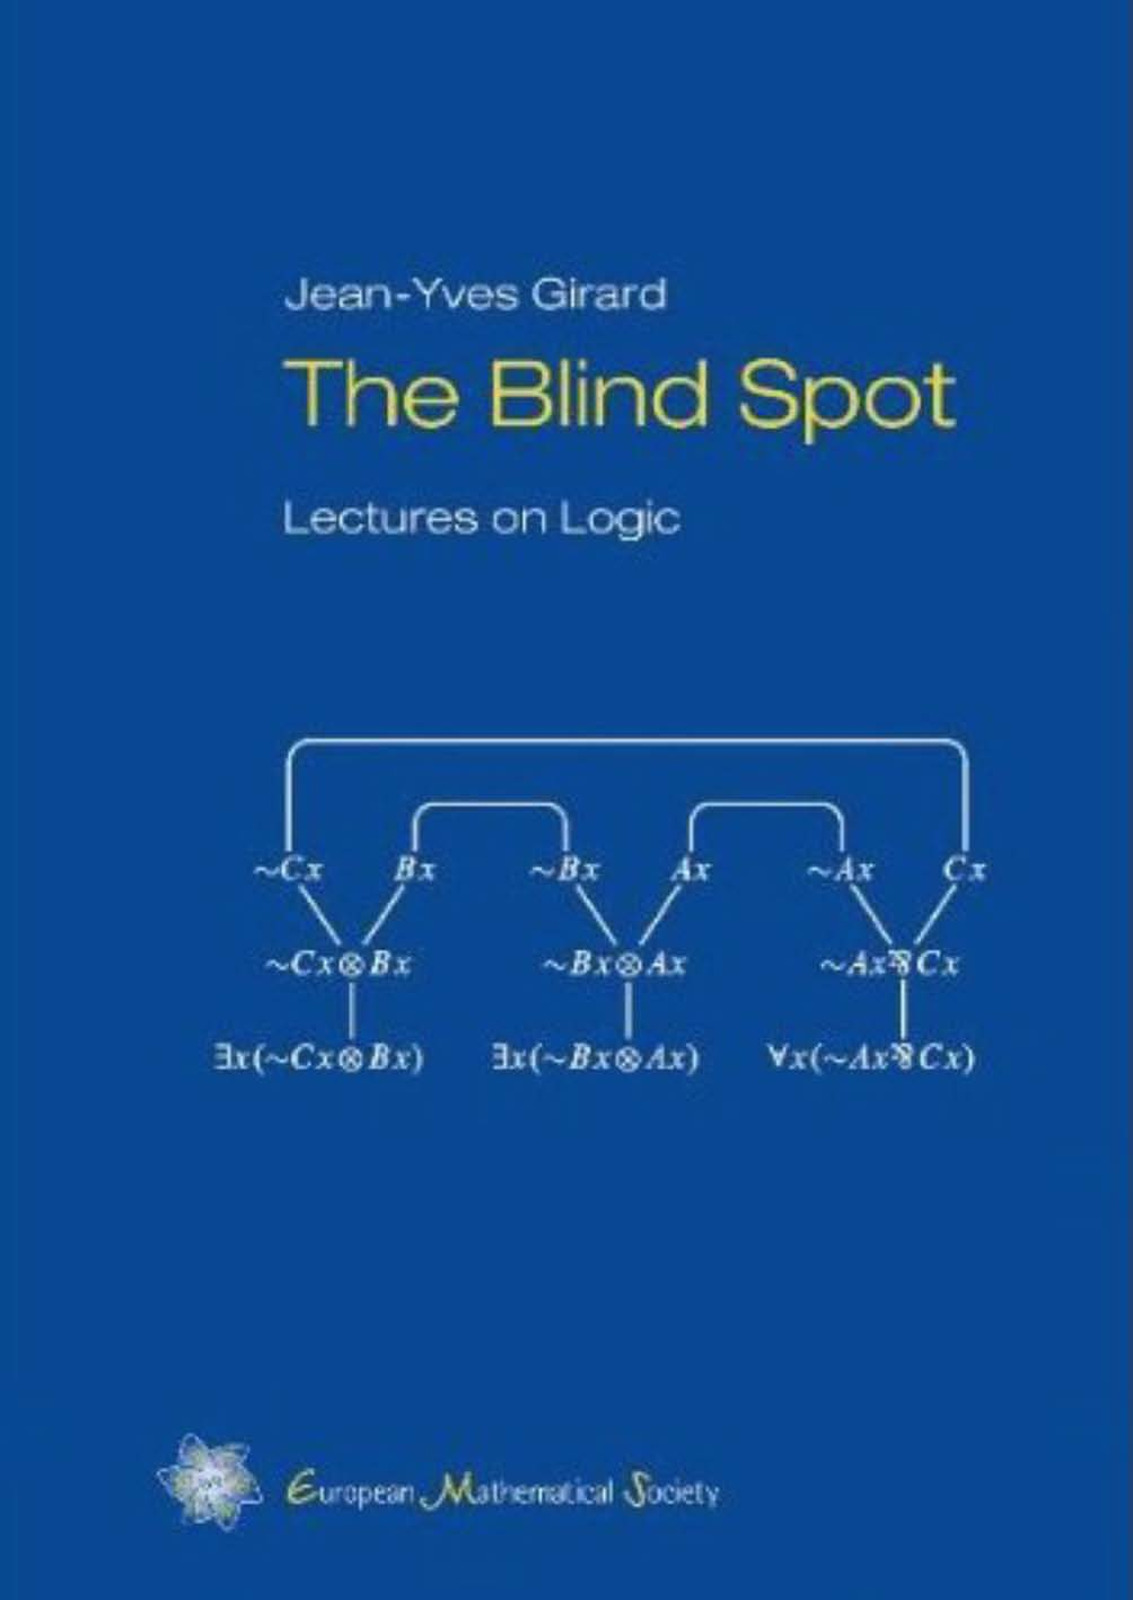 Jean-Yves Girard
The Blind Spot
Lectures on Logic
∼Cx Bx ∼Bx Ax ∼Ax Cx
∼Cx⊗Bx ∼Bx⊗Ax ∼Ax⅋Cx
∃x(∼Cx⊗Bx) ∃x(∼Bx⊗Ax) ∀x(∼Ax⅋Cx)
European Mathematical Society